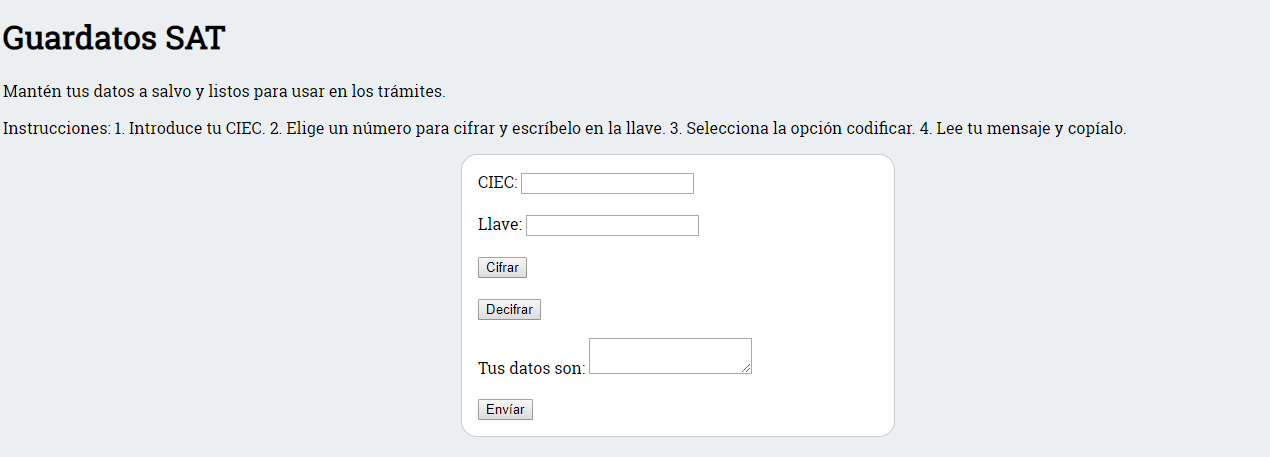 Guardatos SAT
Mantén tus datos a salvo y listos para usar en los trámites.
Instrucciones: 1. Introduce tu CIEC. 2. Elige un número para cifrar y escríbelo en la llave. 3. Selecciona la opción codificar. 4. Lee tu mensaje y copíalo.
CIEC:
Llave:
Cifrar
Decifrar
Tus datos son:
Envíar